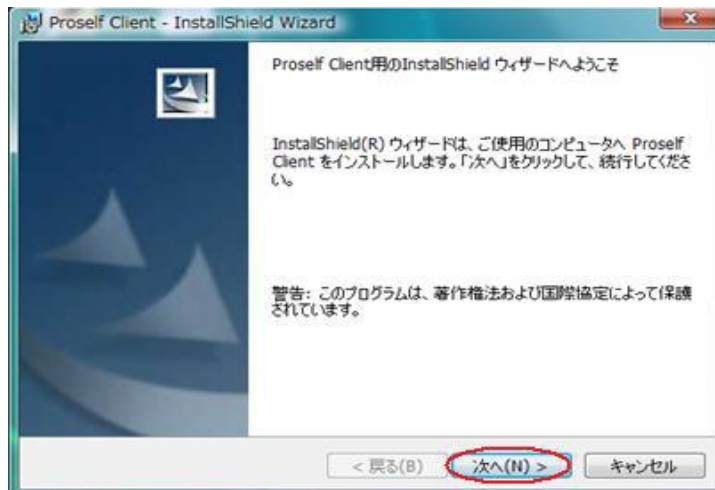 Proself Client - InstallShield Wizard
Proself Client用のInstallShield ウィザードへようこそ
InstallShield(R) ウィザードは、ご使用のコンピュータへ Proself
Client をインストールします。「次へ」をクリックして、続行してくださ
い。
警告: このプログラムは、著作権法および国際協定によって保護
されています。
< 戻る(B)
次へ(N) >
キャンセル